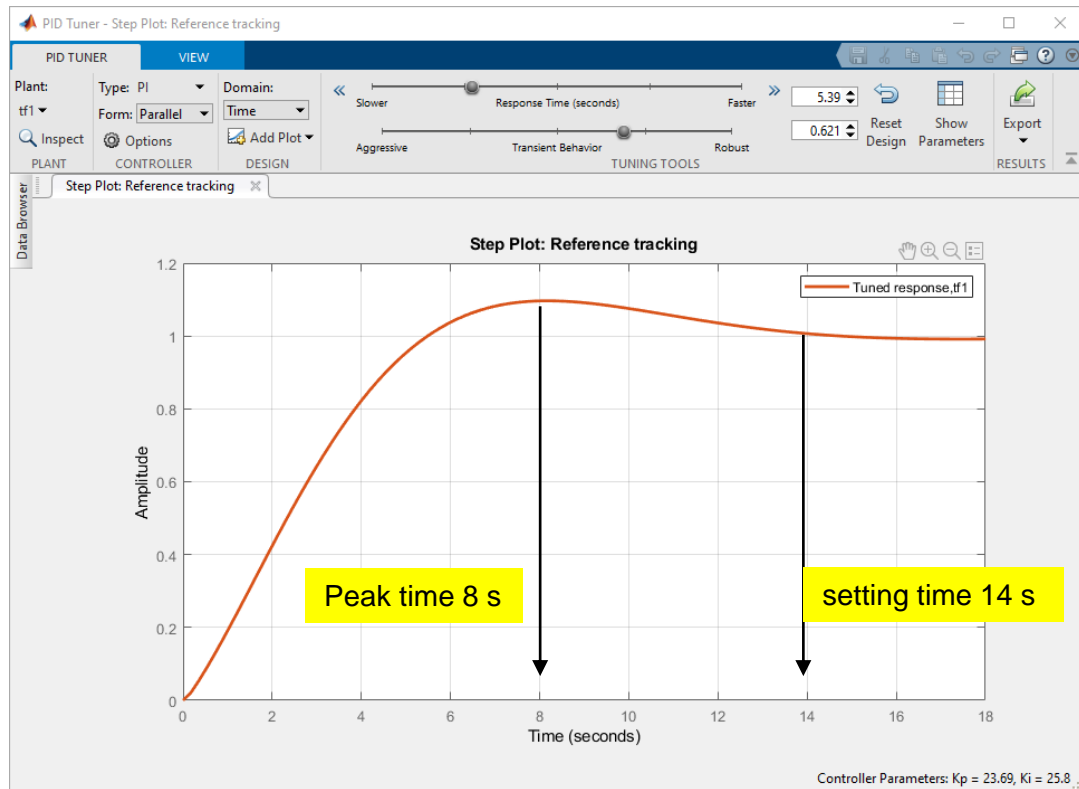 PID Tuner - Step Plot: Reference tracking
PID TUNER
VIEW
Plant:
tf1
Inspect
PLANT
Type: PI
Form: Parallel
Options
CONTROLLER
Domain:
Time
Add Plot
DESIGN
Slower
Response Time (seconds)
Faster
5.39
Aggressive
Transient Behavior
Robust
0.621
Reset
Design
Show
Parameters
TUNING TOOLS
Export
RESULTS
Data Browser
Step Plot: Reference tracking
Step Plot: Reference tracking
Tuned response,tf1
Amplitude
1.2
1
0.8
0.6
0.4
0.2
0
Peak time 8 s
setting time 14 s
0 2 4 6 8 10 12 14 16 18
Time (seconds)
Controller Parameters: Kp = 23.69, Ki = 25.8